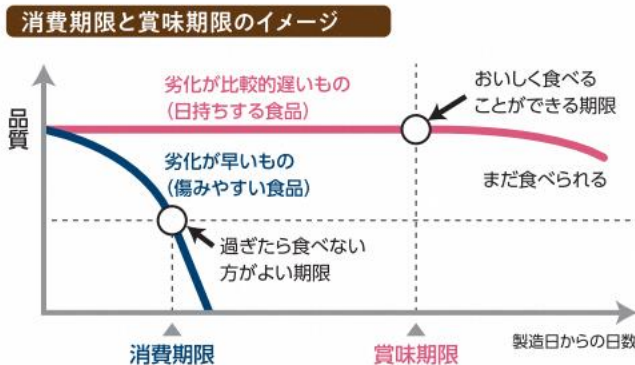 消費期限と賞味期限のイメージ
品質
劣化が比較的遅いもの
（日持ちする食品）
おいしく食べる
ことができる期限
劣化が早いもの
（傷みやすい食品）
まだ食べられる
過ぎたら食べない
方がよい期限
製造日からの日数
消費期限
賞味期限